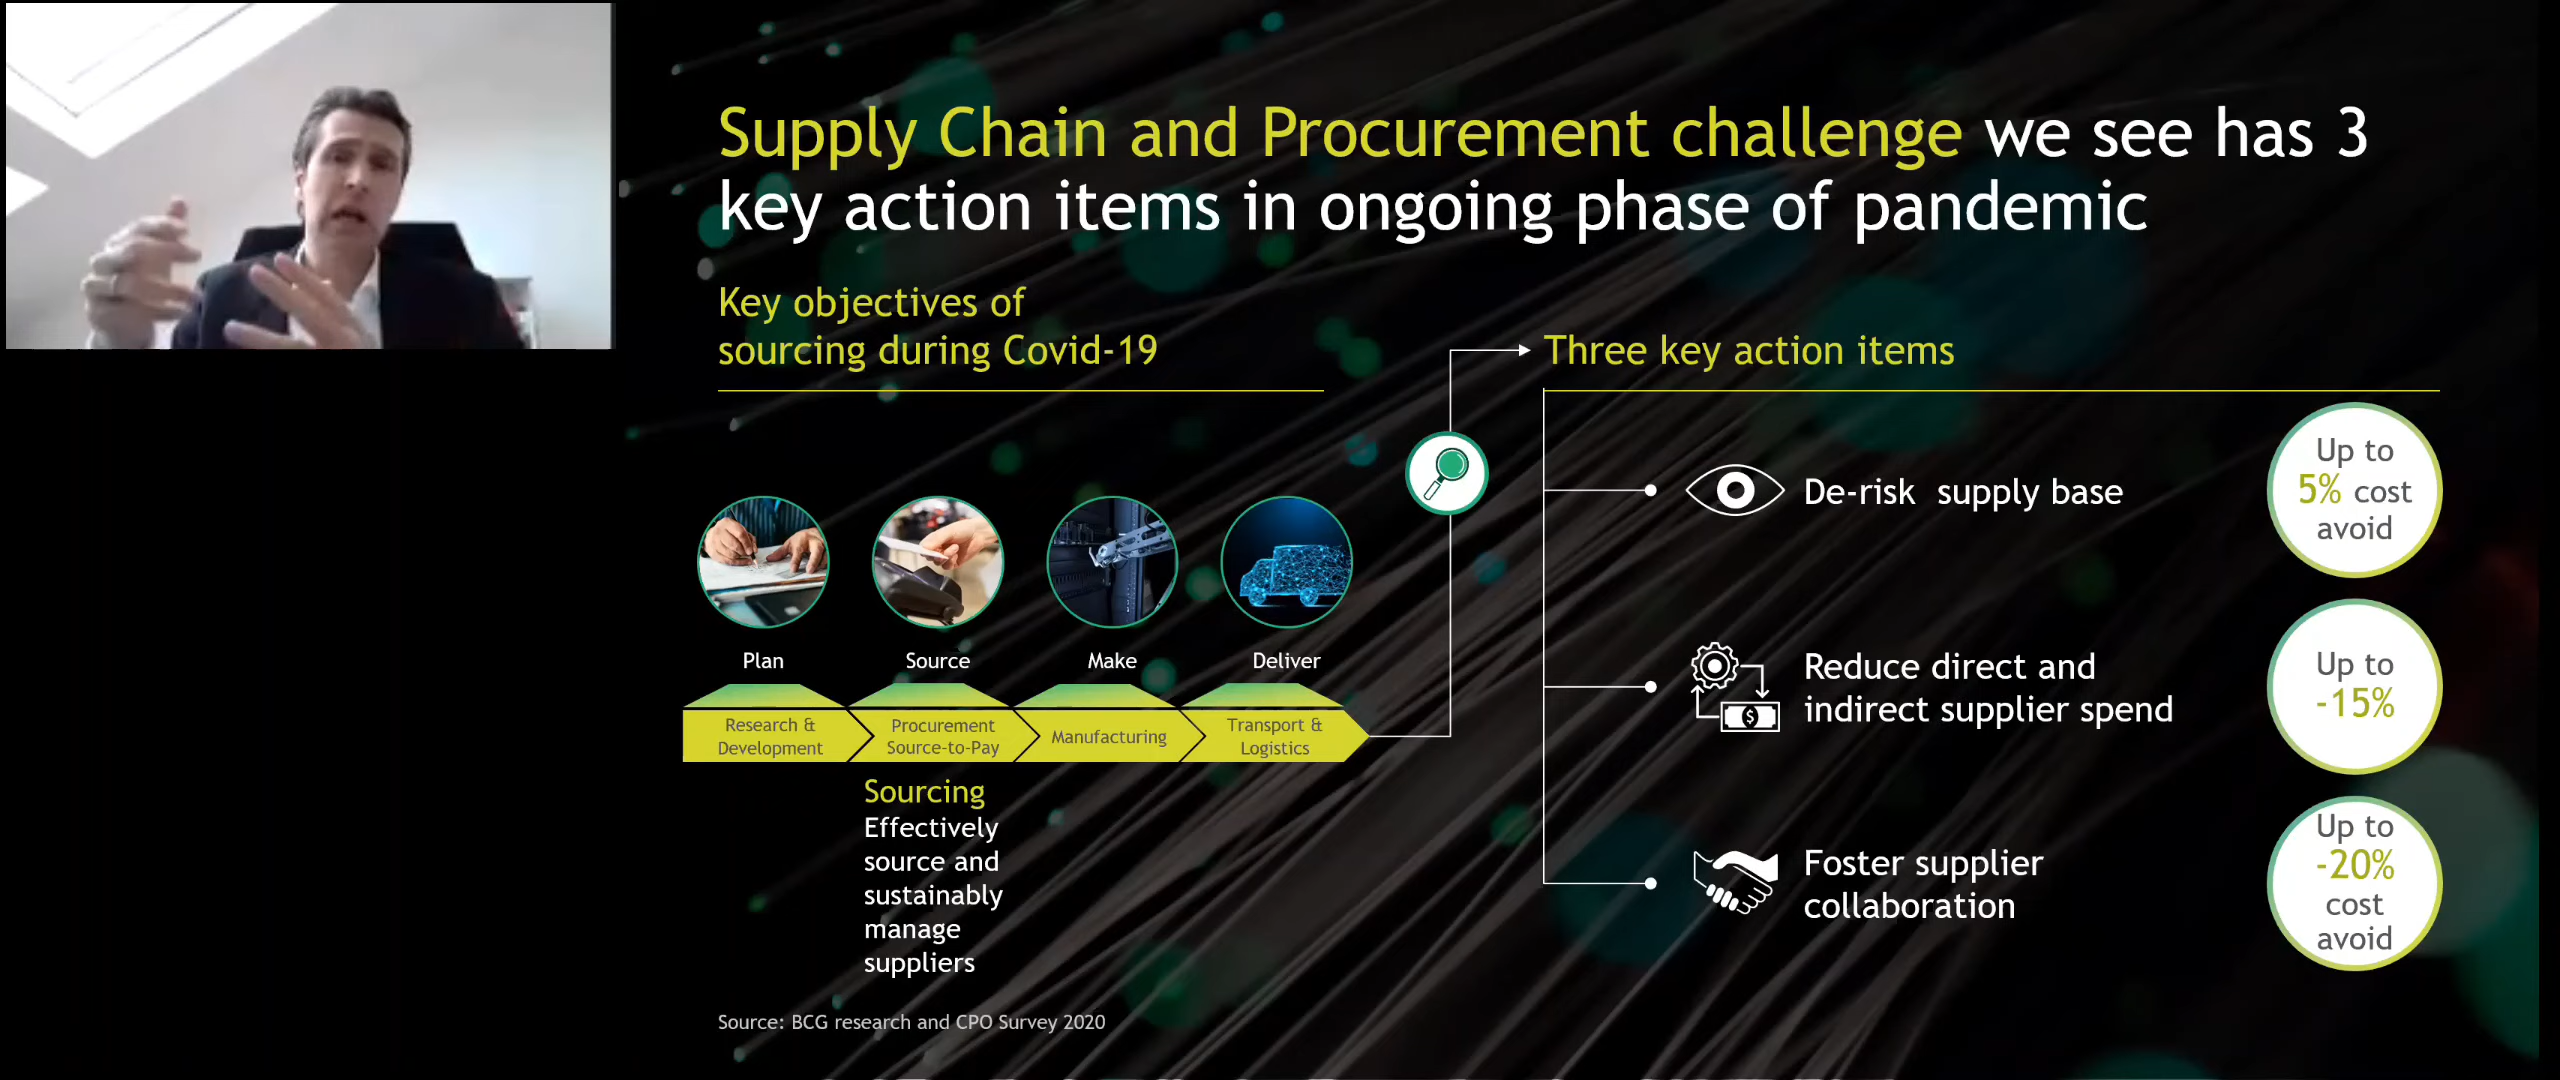 Supply Chain and Procurement challenge we see has 3
key action items in ongoing phase of pandemic
Key objectives of
sourcing during Covid-19
Plan
Source
Make
Deliver
Research &
Development
Procurement
Source-to-Pay
Manufacturing
Transport &
Logistics
Sourcing
Effectively
source and
sustainably
manage
suppliers
Three key action items
De-risk supply base
Up to
5% cost
avoid
Reduce direct and
indirect supplier spend
Up to
-15%
Foster supplier
collaboration
Up to
-20%
cost
avoid
Source: BCG research and CPO Survey 2020